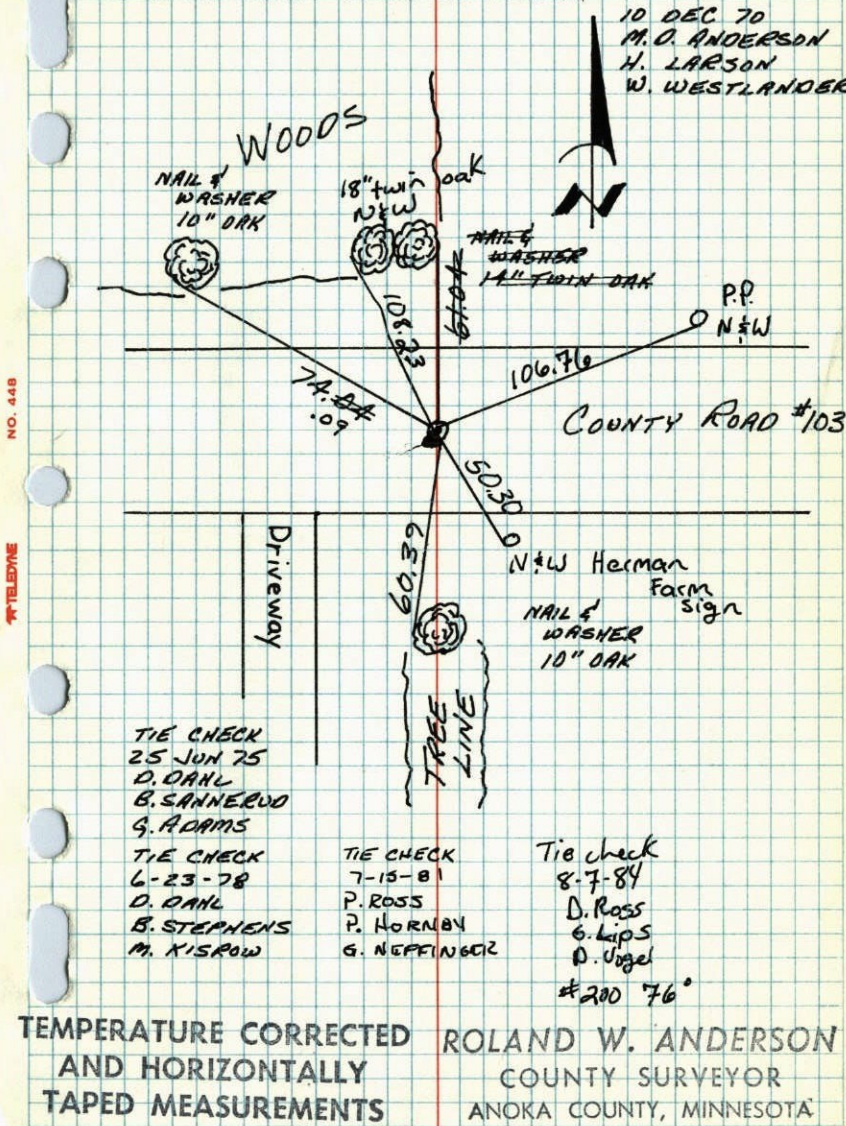 10 DEC 70
M.O. ANDERSON
H. LARSON
W. WESTLANDER
WOODS
NAIL &
WASHER
10" OAK
18" twin
N&W
oak
NAIL &
WASHER
14" TWIN OAK
P.P.
N&W
61.04
108.23
106.76
74.04
.09
COUNTY ROAD #103
50.30
60.39
Driveway
N&W Herman
Farm
sign
NAIL &
WASHER
10" OAK
TREE
LINE
N
NO. 448
TELEDYNE
TIE CHECK
25 JUN 75
D. DAHL
B. SANNERUD
G. ADAMS
TIE CHECK
6-23-78
D. DAHL
B. STEPHENS
M. KISROW
TIE CHECK
7-15-81
P. ROSS
P. HORNBY
G. NEFFINGER
Tie check
8-7-84
D. Ross
G. Lips
D. Vogel
#200 76°
TEMPERATURE CORRECTED
AND HORIZONTALLY
TAPED MEASUREMENTS
ROLAND W. ANDERSON
COUNTY SURVEYOR
ANOKA COUNTY, MINNESOTA